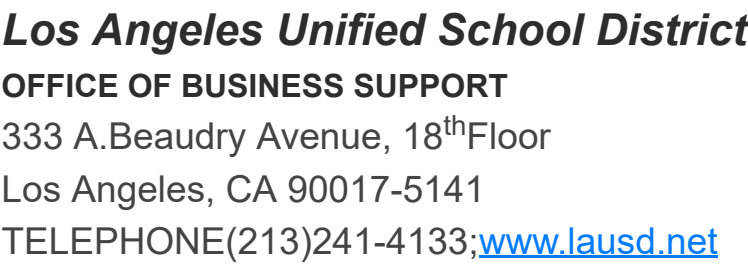 Los Angeles Unified School District
OFFICE OF BUSINESS SUPPORT
333 A.Beaudry Avenue, 18thFloor
Los Angeles, CA 90017-5141
TELEPHONE(213)241-4133;www.lausd.net